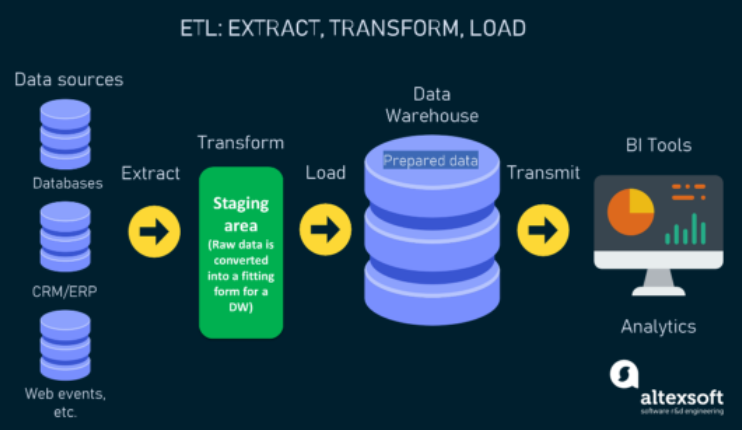 ETL: EXTRACT, TRANSFORM, LOAD
Data sources
Databases
CRM/ERP
Web events,
etc.
Extract
Transform
Staging
area
(Raw data is
converted
into a fitting
form for a
DW)
Load
Data
Warehouse
Prepared data
Transmit
BI Tools
Analytics
altexsoft
software r&d engineering